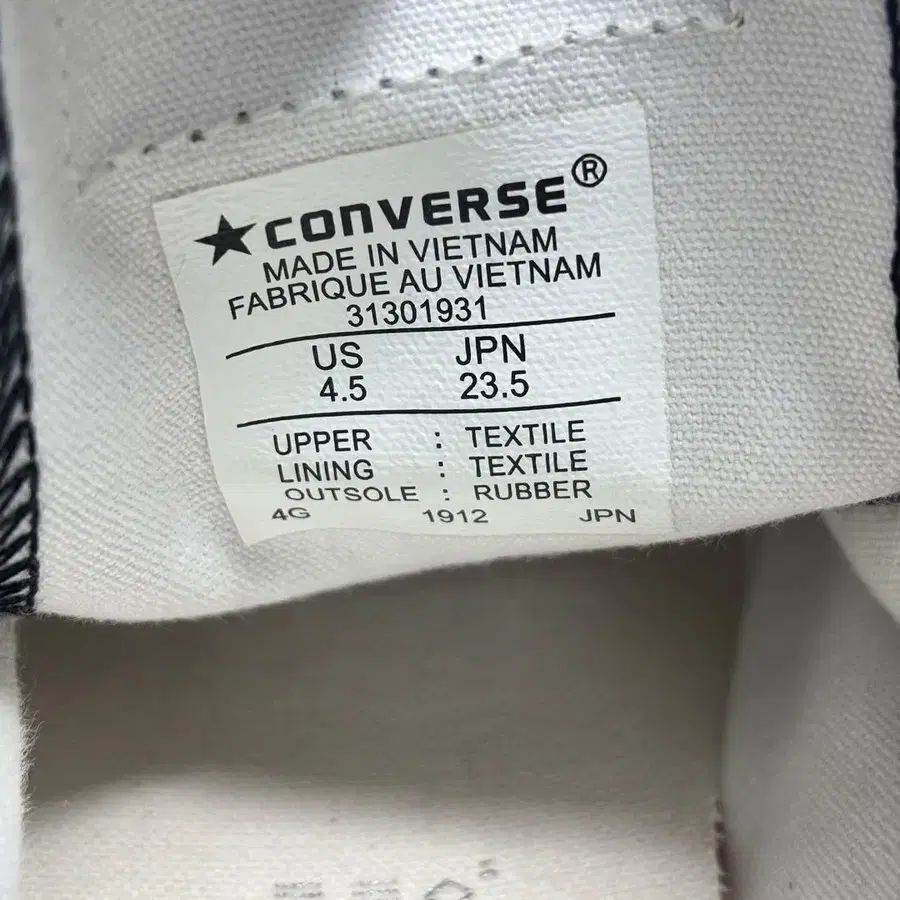 ★CONVERSE®
MADE IN VIETNAM
FABRIQUE AU VIETNAM
31301931
US JPN
4.5 23.5
UPPER : TEXTILE
LINING : TEXTILE
OUTSOLE : RUBBER
4G 1912 JPN